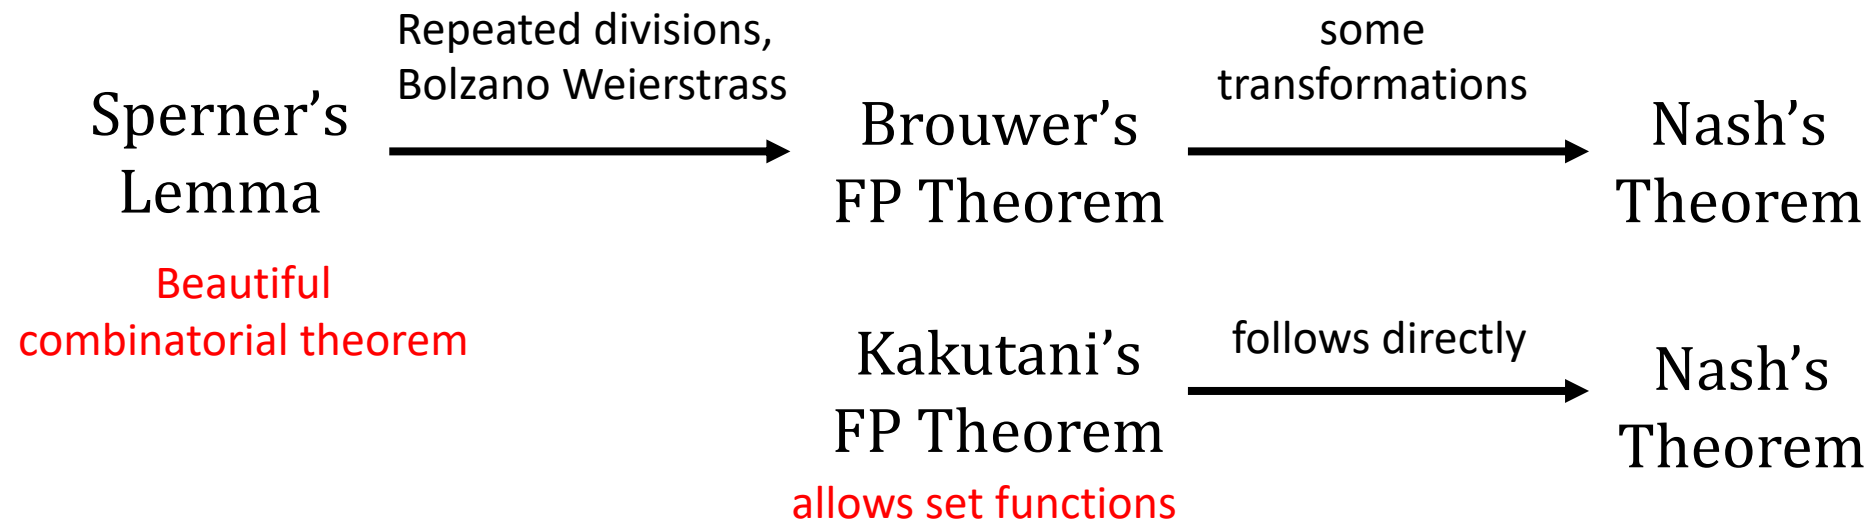 Sperner’s
Lemma
Beautiful
combinatorial theorem
Repeated divisions,
Bolzano Weierstrass
Brouwer’s
FP Theorem
some
transformations
Nash’s
Theorem
Kakutani’s
FP Theorem
allows set functions
follows directly
Nash’s
Theorem